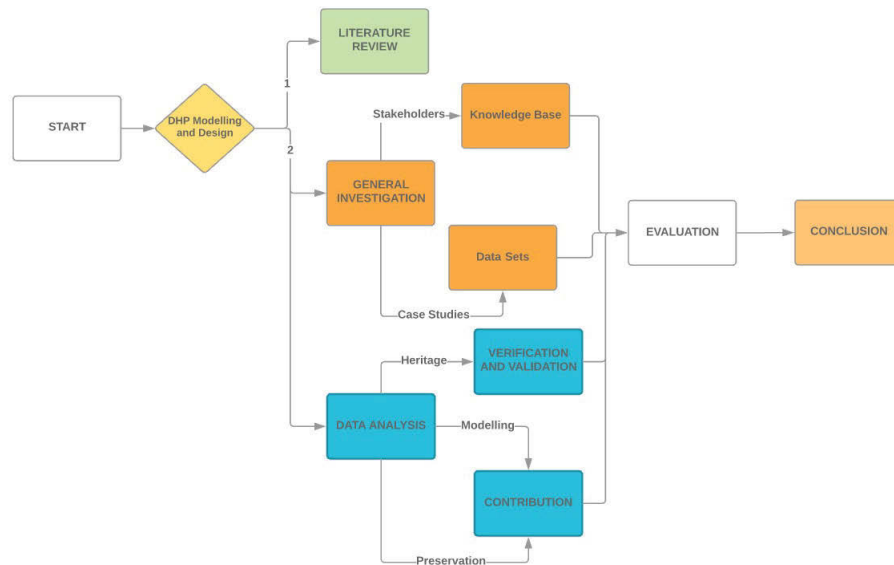 LITERATURE
REVIEW
1
START
DHP Modelling
and Design
2
Stakeholders
Knowledge Base
GENERAL
INVESTIGATION
EVALUATION
CONCLUSION
Data Sets
Case Studies
Heritage
VERIFICATION
AND VALIDATION
DATA ANALYSIS
Modelling
CONTRIBUTION
Preservation